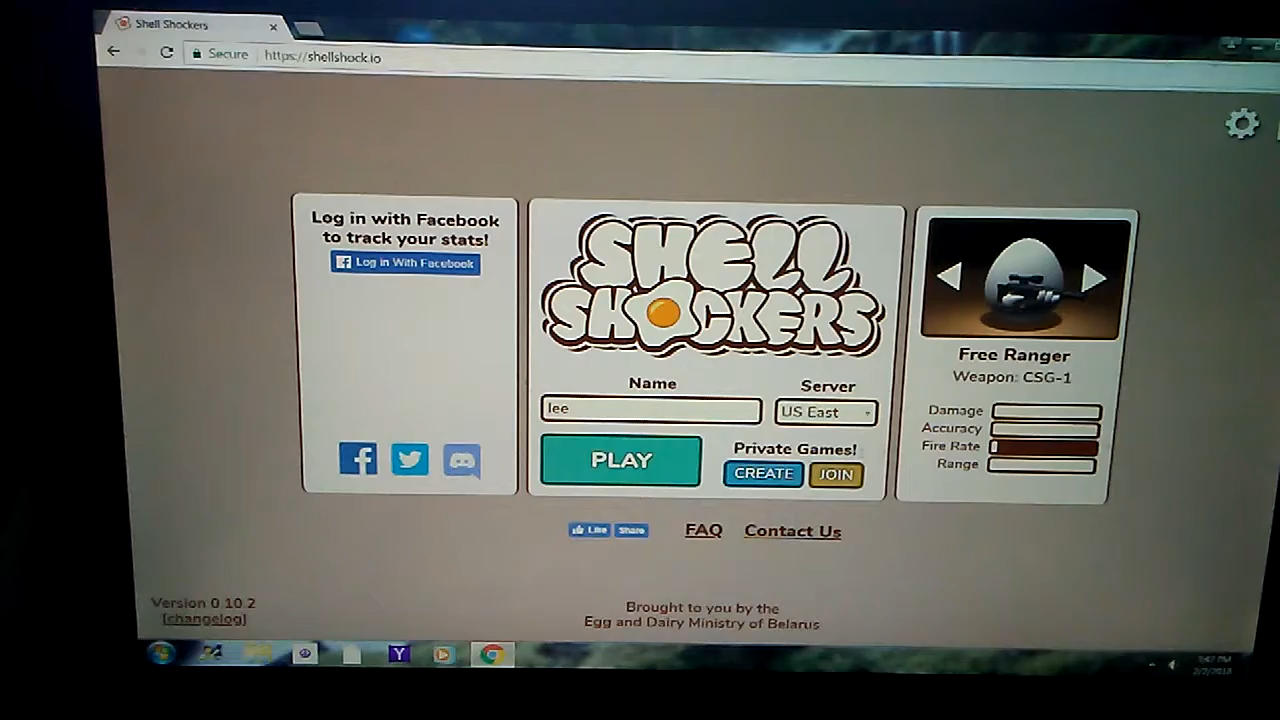 Shell Shockers
Secure
https://shellshock.io
Log in with Facebook
to track your stats!
Log in With Facebook
SHELL
SHOCKERS
Name
Server
lee
US East
PLAY
Private Games!
CREATE
JOIN
Free Ranger
Weapon: CSG-1
Damage
Accuracy
Fire Rate
Range
Like
Share
FAQ
Contact Us
Version 0.10.2
[changelog]
Brought to you by the
Egg and Dairy Ministry of Belarus